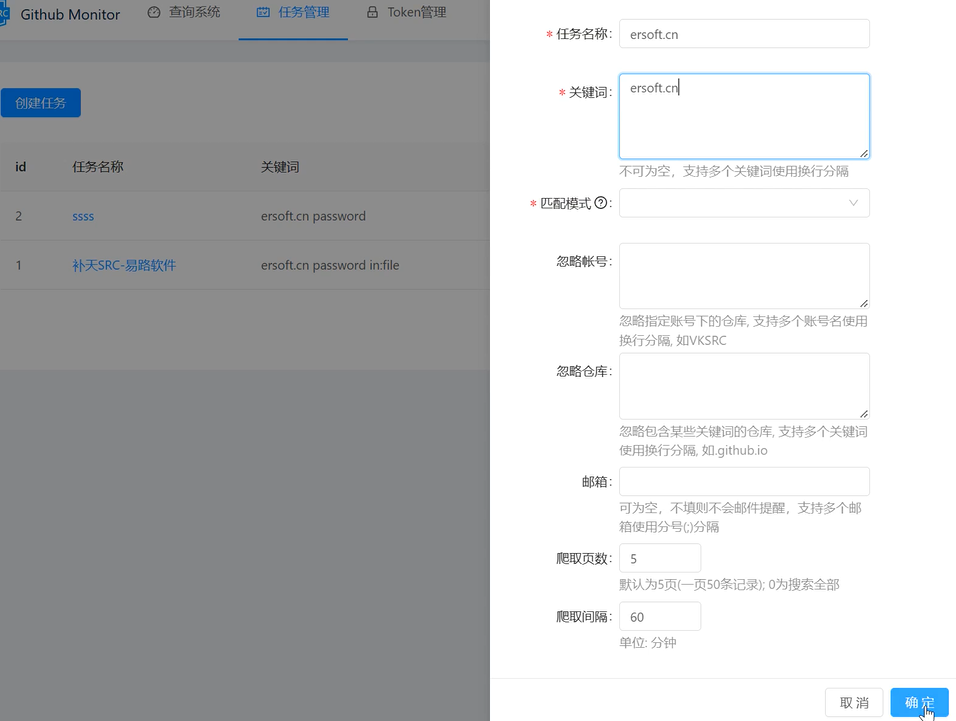 RC
Github Monitor
查询系统
任务管理
Token管理
创建任务
id 任务名称 关键词
2 ssss ersoft.cn password
1 补天SRC-易路软件 ersoft.cn password in:file
* 任务名称: ersoft.cn
* 关键词: ersoft.cn
不可为空，支持多个关键词使用换行分隔
* 匹配模式 ? :
忽略帐号:
忽略指定账号下的仓库, 支持多个账号名使用
换行分隔, 如VKSRC
忽略仓库:
忽略包含某些关键词的仓库, 支持多个关键词
使用换行分隔, 如.github.io
邮箱:
可为空，不填则不会邮件提醒，支持多个邮
箱使用分号(;)分隔
爬取页数: 5
默认为5页(一页50条记录); 0为搜索全部
爬取间隔: 60
单位: 分钟
取 消
确 定